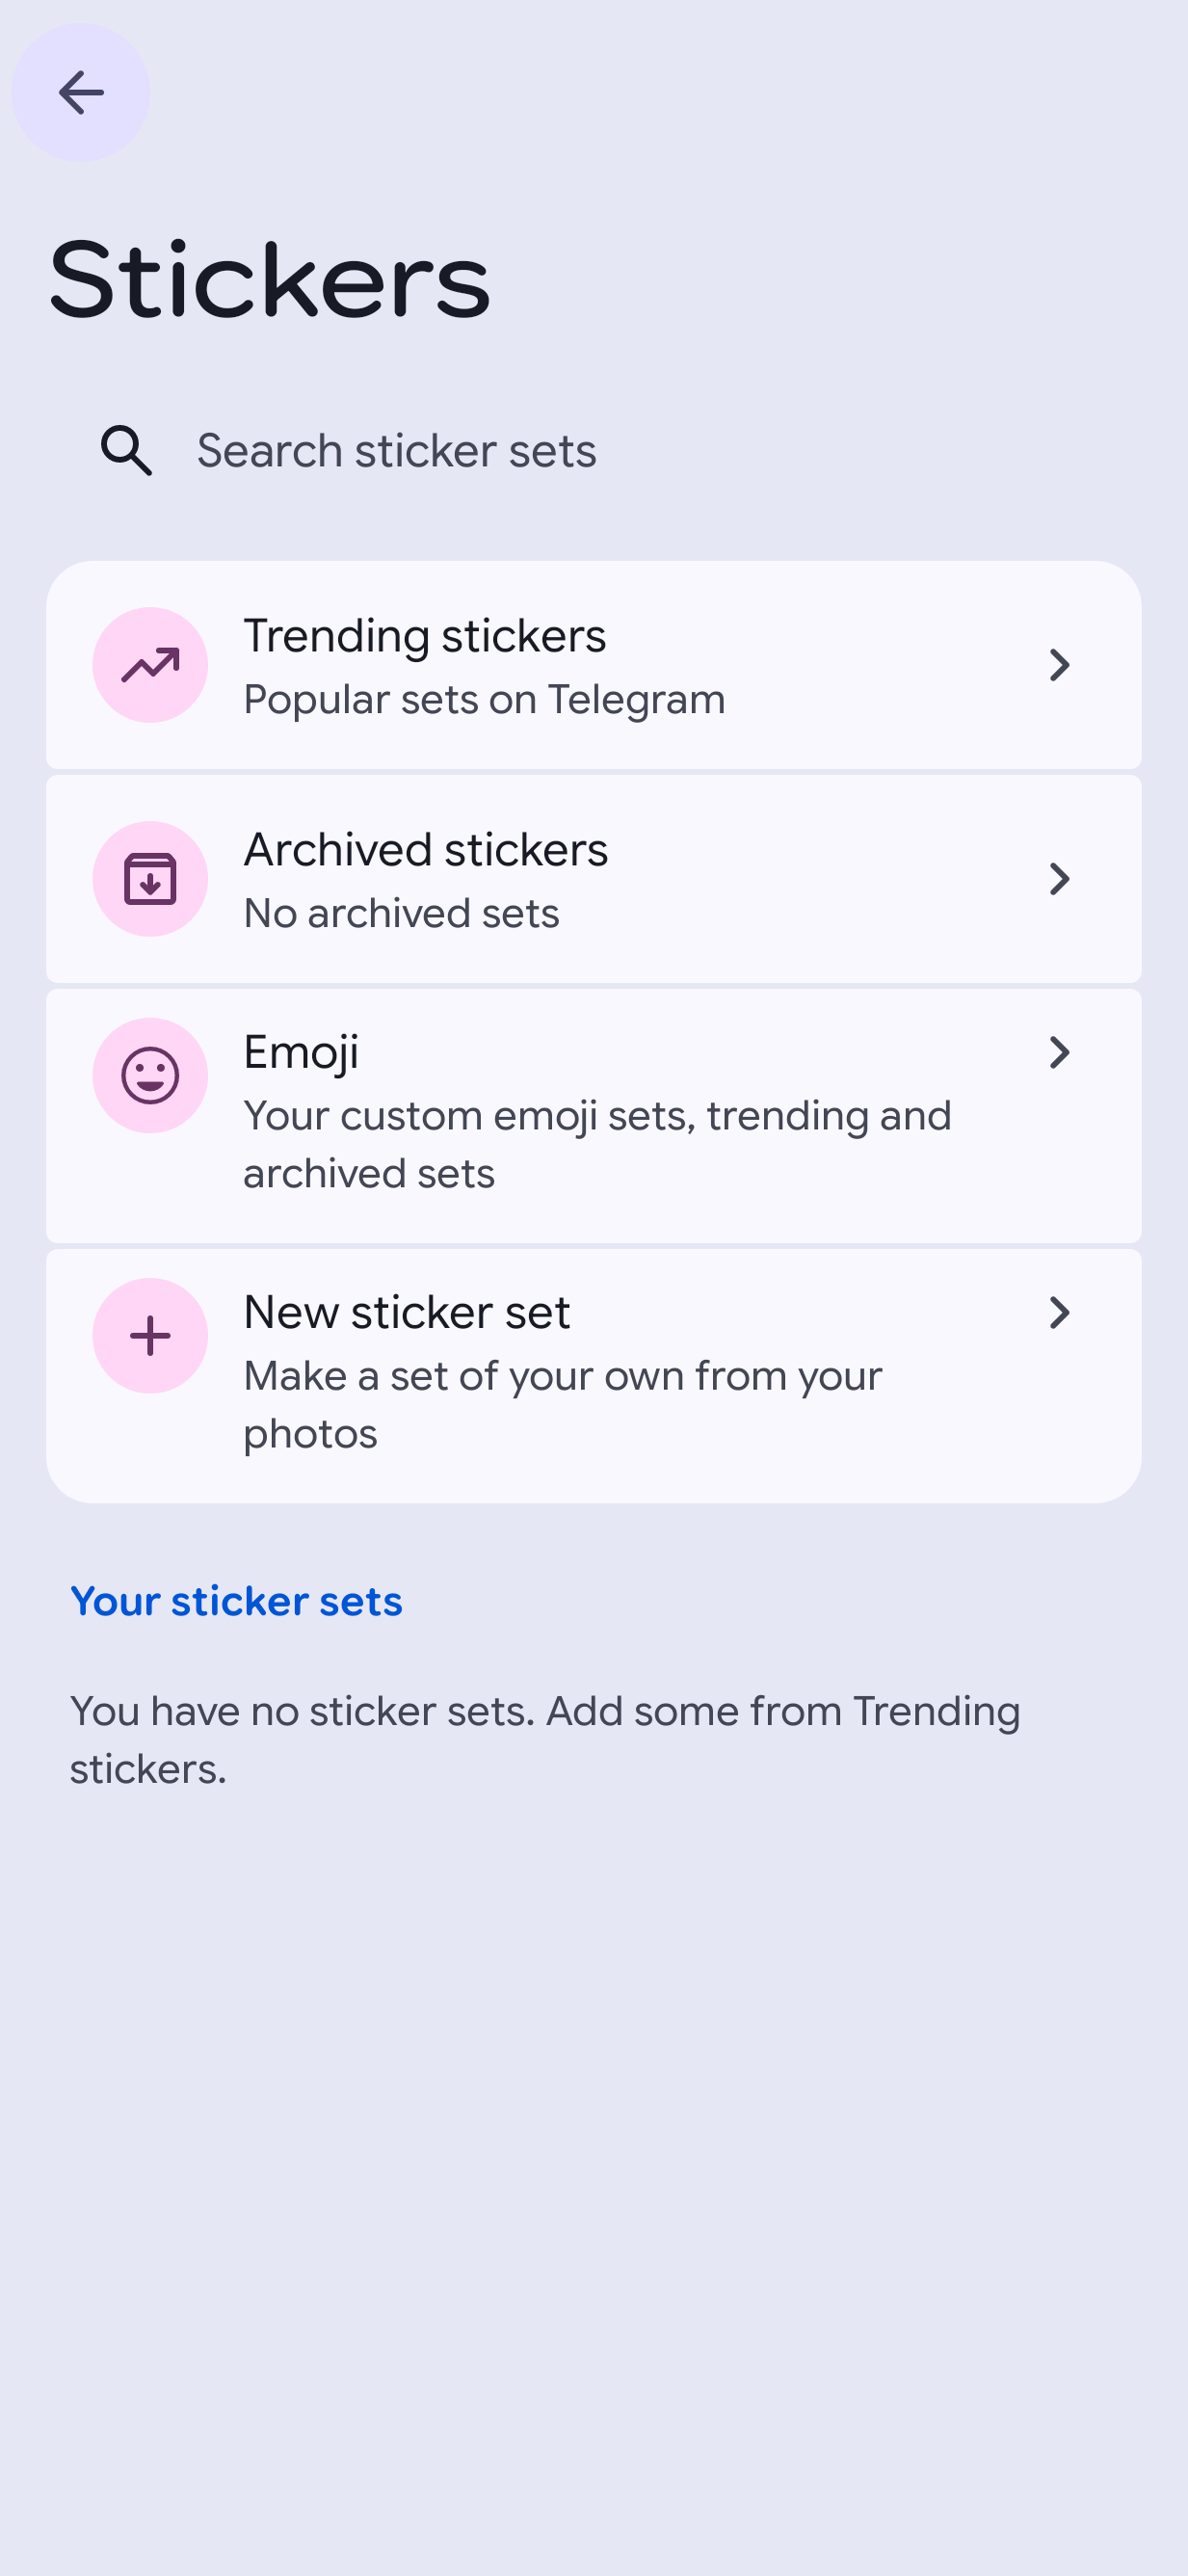 Stickers
Search sticker sets
Trending stickers
Popular sets on Telegram
Archived stickers
No archived sets
Emoji
Your custom emoji sets, trending and
archived sets
New sticker set
Make a set of your own from your
photos
Your sticker sets
You have no sticker sets. Add some from Trending
stickers.